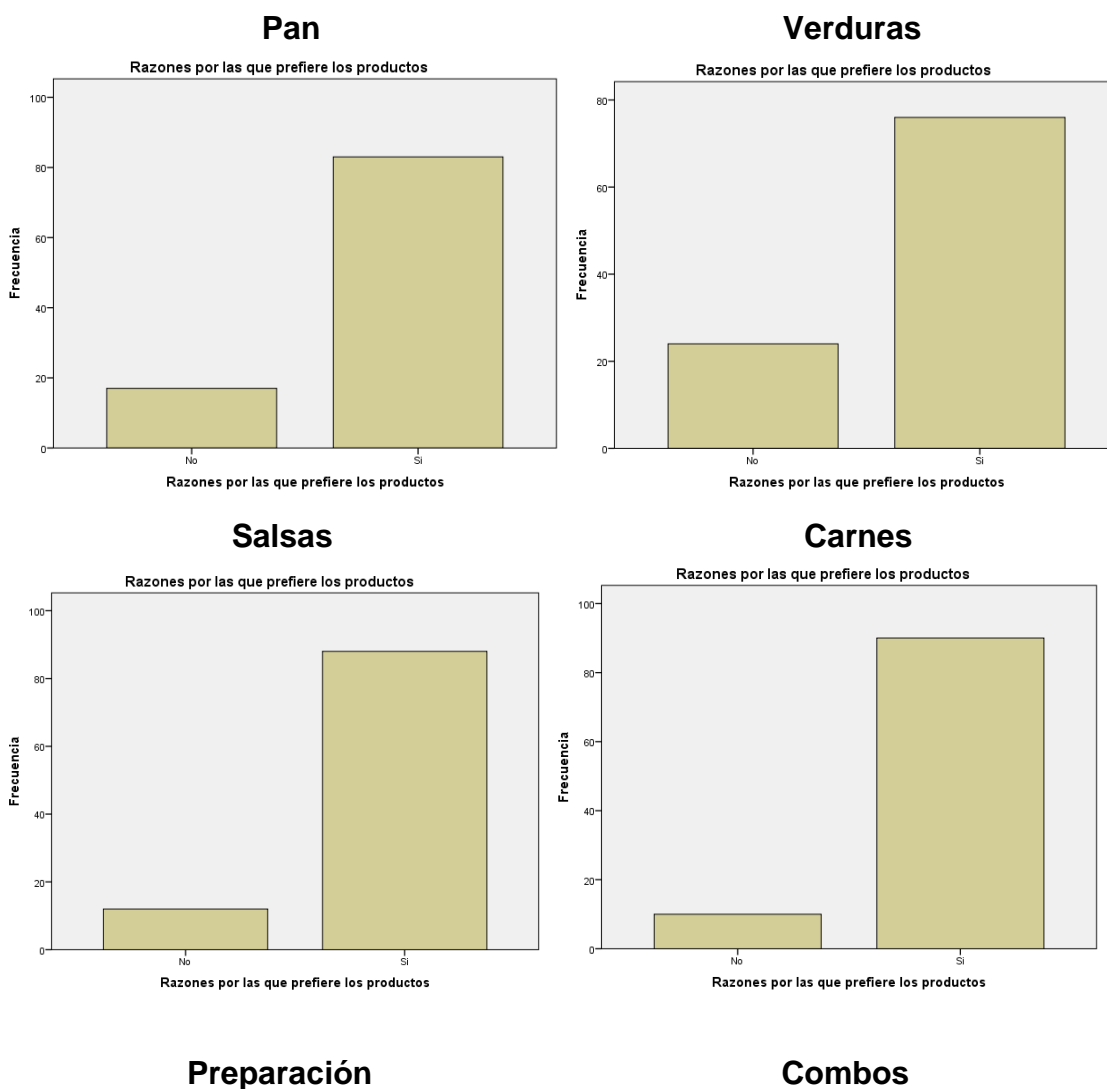 Pan
Razones por las que prefiere los productos
100
80
60
40
20
0
Frecuencia
No
Si
Razones por las que prefiere los productos
Verduras
Razones por las que prefiere los productos
80
60
40
20
0
Frecuencia
No
Si
Razones por las que prefiere los productos
Salsas
Razones por las que prefiere los productos
100
80
60
40
20
0
Frecuencia
No
Si
Razones por las que prefiere los productos
Carnes
Razones por las que prefiere los productos
100
80
60
40
20
0
Frecuencia
No
Si
Razones por las que prefiere los productos
Preparación
Combos